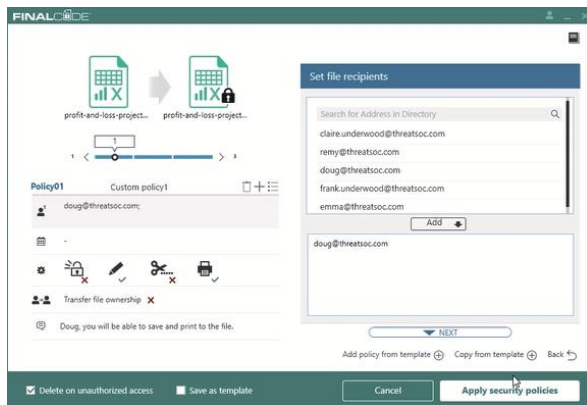 FINALCODE
profit-and-loss-project...
profit-and-loss-project...
1
1 < > 2
Policy01 Custom policy1
doug@threatsoc.com;
-
Transfer file ownership
Doug, you will be able to save and print to the file.
Set file recipients
Search for Address in Directory
claire.underwood@threatsoc.com
remy@threatsoc.com
doug@threatsoc.com
frank.underwood@threatsoc.com
emma@threatsoc.com
Add
doug@threatsoc.com
NEXT
Add policy from template Copy from template Back
Delete on unauthorized access Save as template Cancel Apply security policies